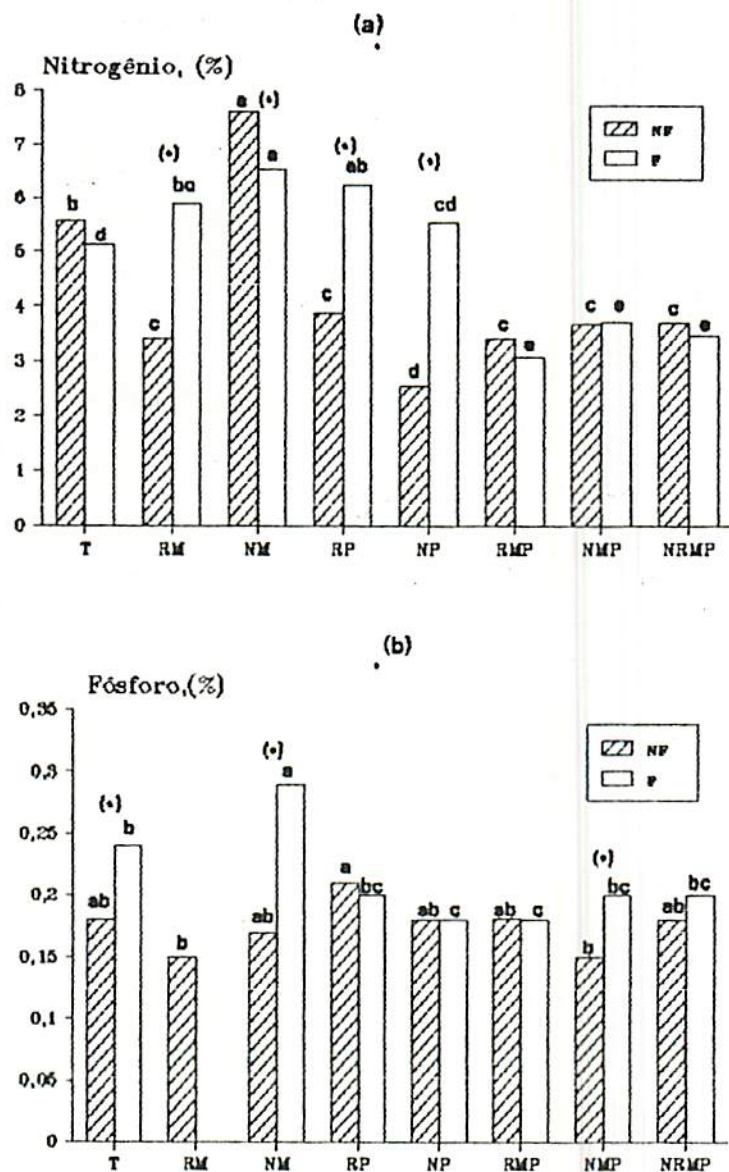 (a)
Nitrogênio, (%)
8
7
6
5
4
3
2
1
0
b
d
(*)
c
bc
a (*)
a
(*)
c
ab
(*)
d
cd
c
e
c e
c
e
NF
F
T RM NM RP NP RMP NMP NRMP
(b)
Fósforo,(%)
0,35
0,3
0,25
0,2
0,15
0,1
0,05
0
(*)
ab
b
b
(*)
ab
a
a
bc
ab c
ab c
(*)
b
bc
ab
bc
NF
F
T RM NM RP NP RMP NMP NRMP